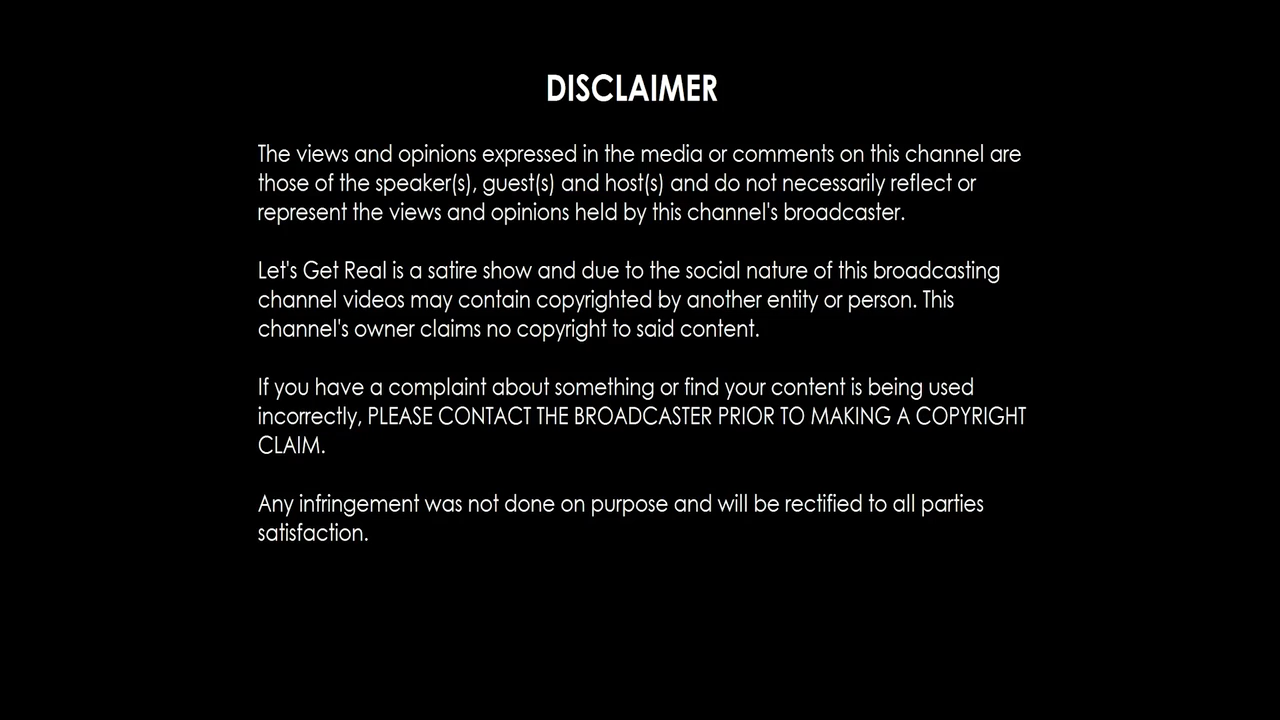 DISCLAIMER
The views and opinions expressed in the media or comments on this channel are
those of the speaker(s), guest(s) and host(s) and do not necessarily reflect or
represent the views and opinions held by this channel's broadcaster.
Let's Get Real is a satire show and due to the social nature of this broadcasting
channel videos may contain copyrighted by another entity or person. This
channel's owner claims no copyright to said content.
If you have a complaint about something or find your content is being used
incorrectly, PLEASE CONTACT THE BROADCASTER PRIOR TO MAKING A COPYRIGHT
CLAIM.
Any infringement was not done on purpose and will be rectified to all parties
satisfaction.